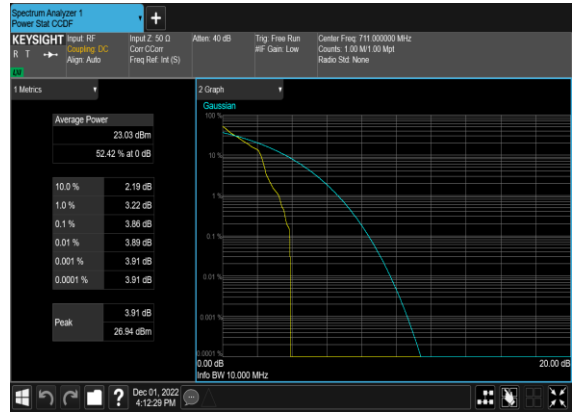 Spectrum Analyzer 1
Power Stat CCDF
KEYSIGHT
R T
LXI
Input: RF
Coupling: DC
Align: Auto
Input Z: 50 Ω
Corr CCorr
Freq Ref: Int (S)
Atten: 40 dB
Trig: Free Run
#IF Gain: Low
Center Freq: 711.000000 MHz
Counts: 1.00 M/1.00 Mpt
Radio Std: None
1 Metrics
Average Power
23.03 dBm
52.42 % at 0 dB
10.0 % 2.19 dB
1.0 % 3.22 dB
0.1 % 3.86 dB
0.01 % 3.89 dB
0.001 % 3.91 dB
0.0001 % 3.91 dB
Peak
3.91 dB
26.94 dBm
2 Graph
Gaussian
100 %
10 %
1 %
0.1 %
0.01 %
0.001 %
0.0001 %
0.00 dB
20.00 dB
Info BW 10.000 MHz
?
Dec 01, 2022
4:12:29 PM